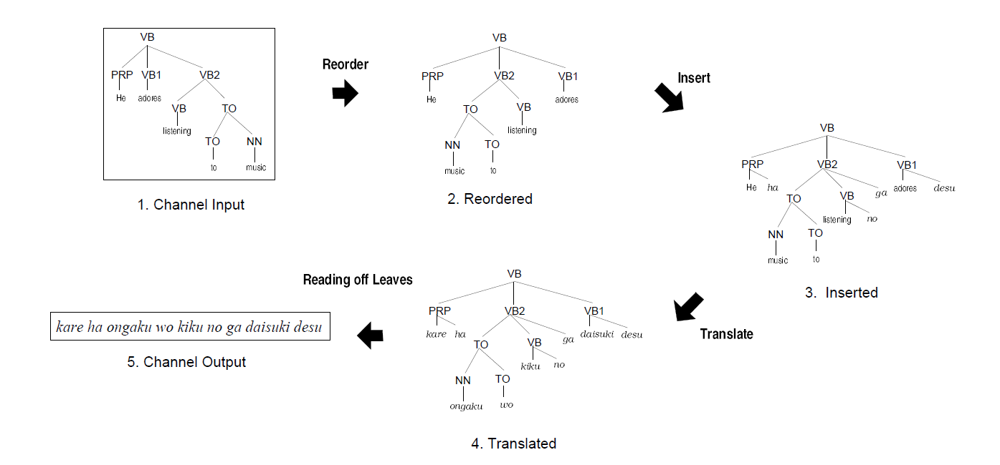 VB
PRP VB1 VB2
He adores
VB TO
listening
TO NN
to music
1. Channel Input
Reorder
VB
PRP VB2 VB1
He adores
TO VB
listening
NN TO
music to
2. Reordered
Insert
VB
PRP VB2 VB1
He ha ga adores desu
TO VB
listening no
NN TO
music to
3. Inserted
Translate
VB
PRP VB2 VB1
kare ha ga daisuki desu
TO VB
kiku no
NN TO
ongaku wo
4. Translated
Reading off Leaves
kare ha ongaku wo kiku no ga daisuki desu
5. Channel Output